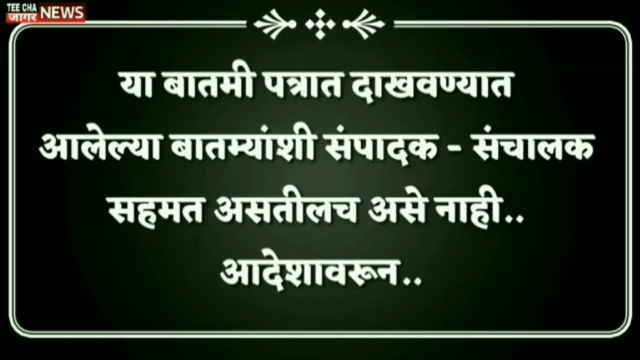 TEE CHA
जागर NEWS
या बातमी पत्रात दाखवण्यात
आलेल्या बातम्यांशी संपादक - संचालक
सहमत असतीलच असे नाही..
आदेशावरून..